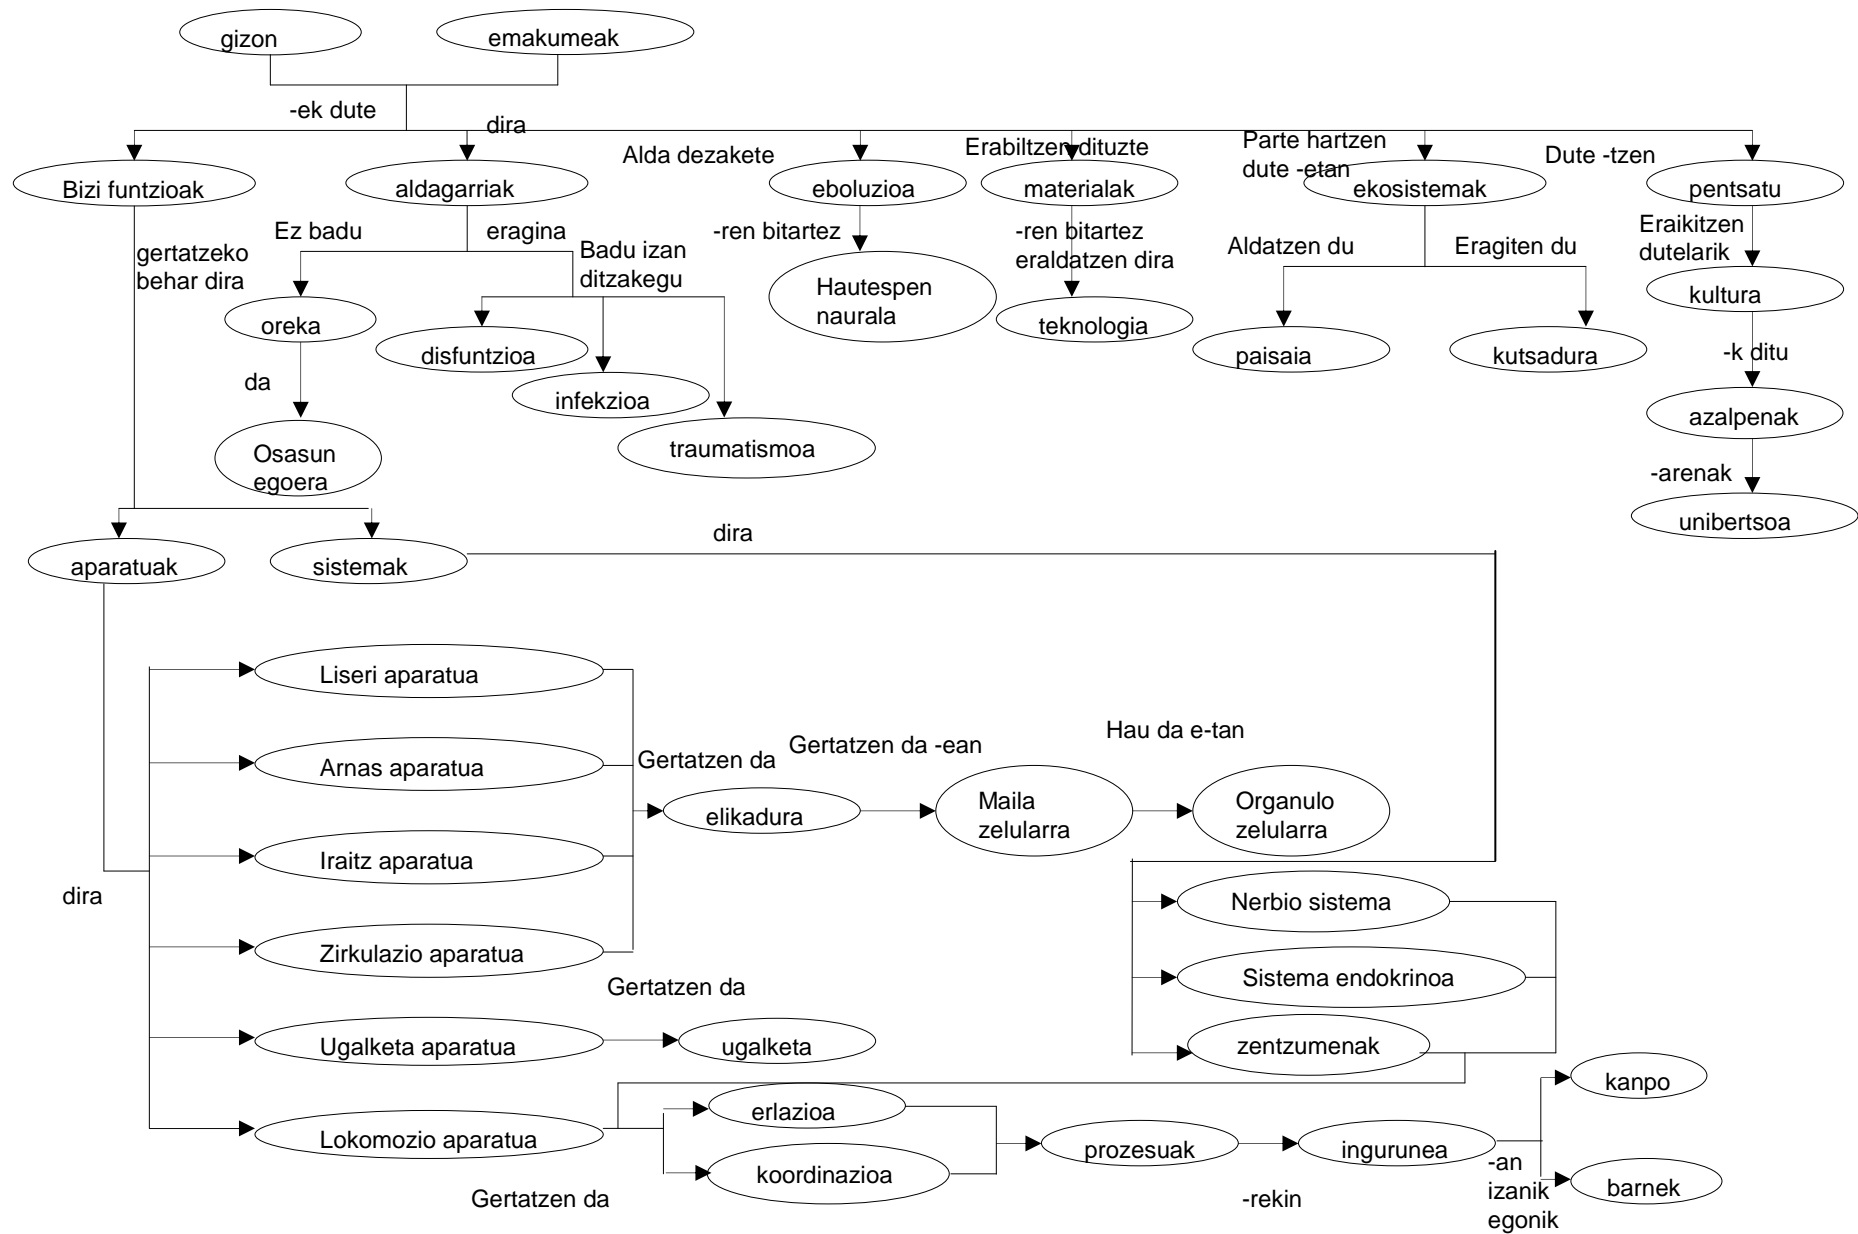 gizon
emakumeak
-ek dute
dira
Alda dezakete
Erabiltzen dituzte
Parte hartzen
dute -etan
Dute -tzen
Bizi funtzioak
aldagarriak
eboluzioa
materialak
ekosistemak
pentsatu
gertatzeko
behar dira
Ez badu
eragina
Badu izan
ditzakegu
-ren bitartez
-ren bitartez
eraldatzen dira
Aldatzen du
Eragiten du
Eraikitzen
dutelarik
oreka
disfuntzioa
infekzioa
traumatismoa
Hautespen
naurala
teknologia
paisaia
kutsadura
kultura
-k ditu
da
Osasun
egoera
azalpenak
-arenak
unibertsoa
aparatuak
sistemak
dira
Liseri aparatua
Arnas aparatua
Iraitz aparatua
Zirkulazio aparatua
Ugalketa aparatua
Lokomozio aparatua
dira
Gertatzen da
elikadura
Gertatzen da -ean
Maila
zelularra
Hau da e-tan
Organulo
zelularra
Nerbio sistema
Sistema endokrinoa
zentzumenak
Gertatzen da
ugalketa
Gertatzen da
erlazioa
koordinazioa
prozesuak
-rekin
ingurunea
-an
izanik
egonik
kanpo
barnek